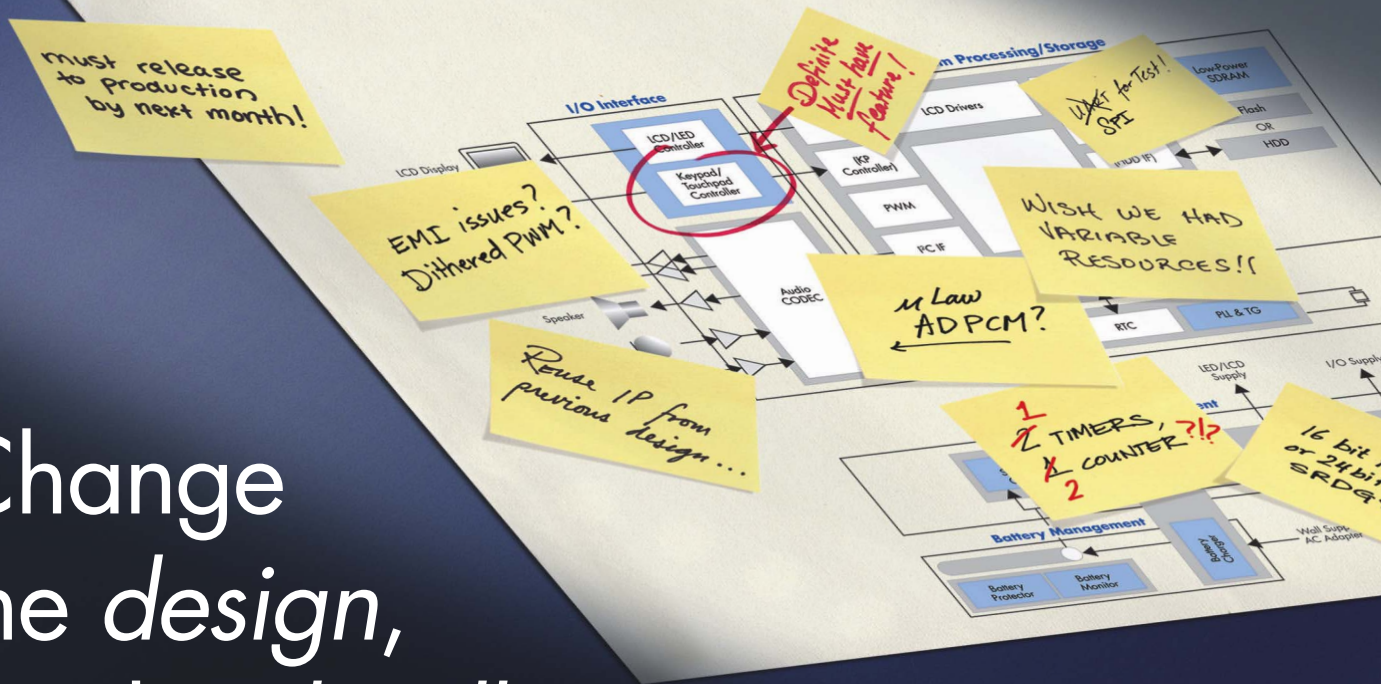 must release
to production
by next month!
Definite
Must have
feature!
n Processing/Storage
UART for Test!
SPI
Low-Power
SDRAM
Flash
OR
HDD
I/O Interface
LCD/LED
Controller
LCD Drivers
LCD Display
Keypad/
Touchpad
Controller
(KP
Controller)
PWM
I²C IF
EMI issues?
Dithered PWM?
WISH WE HAD
VARIABLE
RESOURCES!!
Audio
CODEC
µ Law
ADPCM?
RTC
PLL & TG
Speaker
Reuse IP from
previous design...
LED/LCD
Supply
I/O Supply
1
2 TIMERS,
1 COUNTER ?!?
2
16 bit
or 24 bit
SRDG
Battery Management
Battery
Protector
Battery
Monitor
Battery
Charger
Wall Supp
AC Adapter
Change
he design,